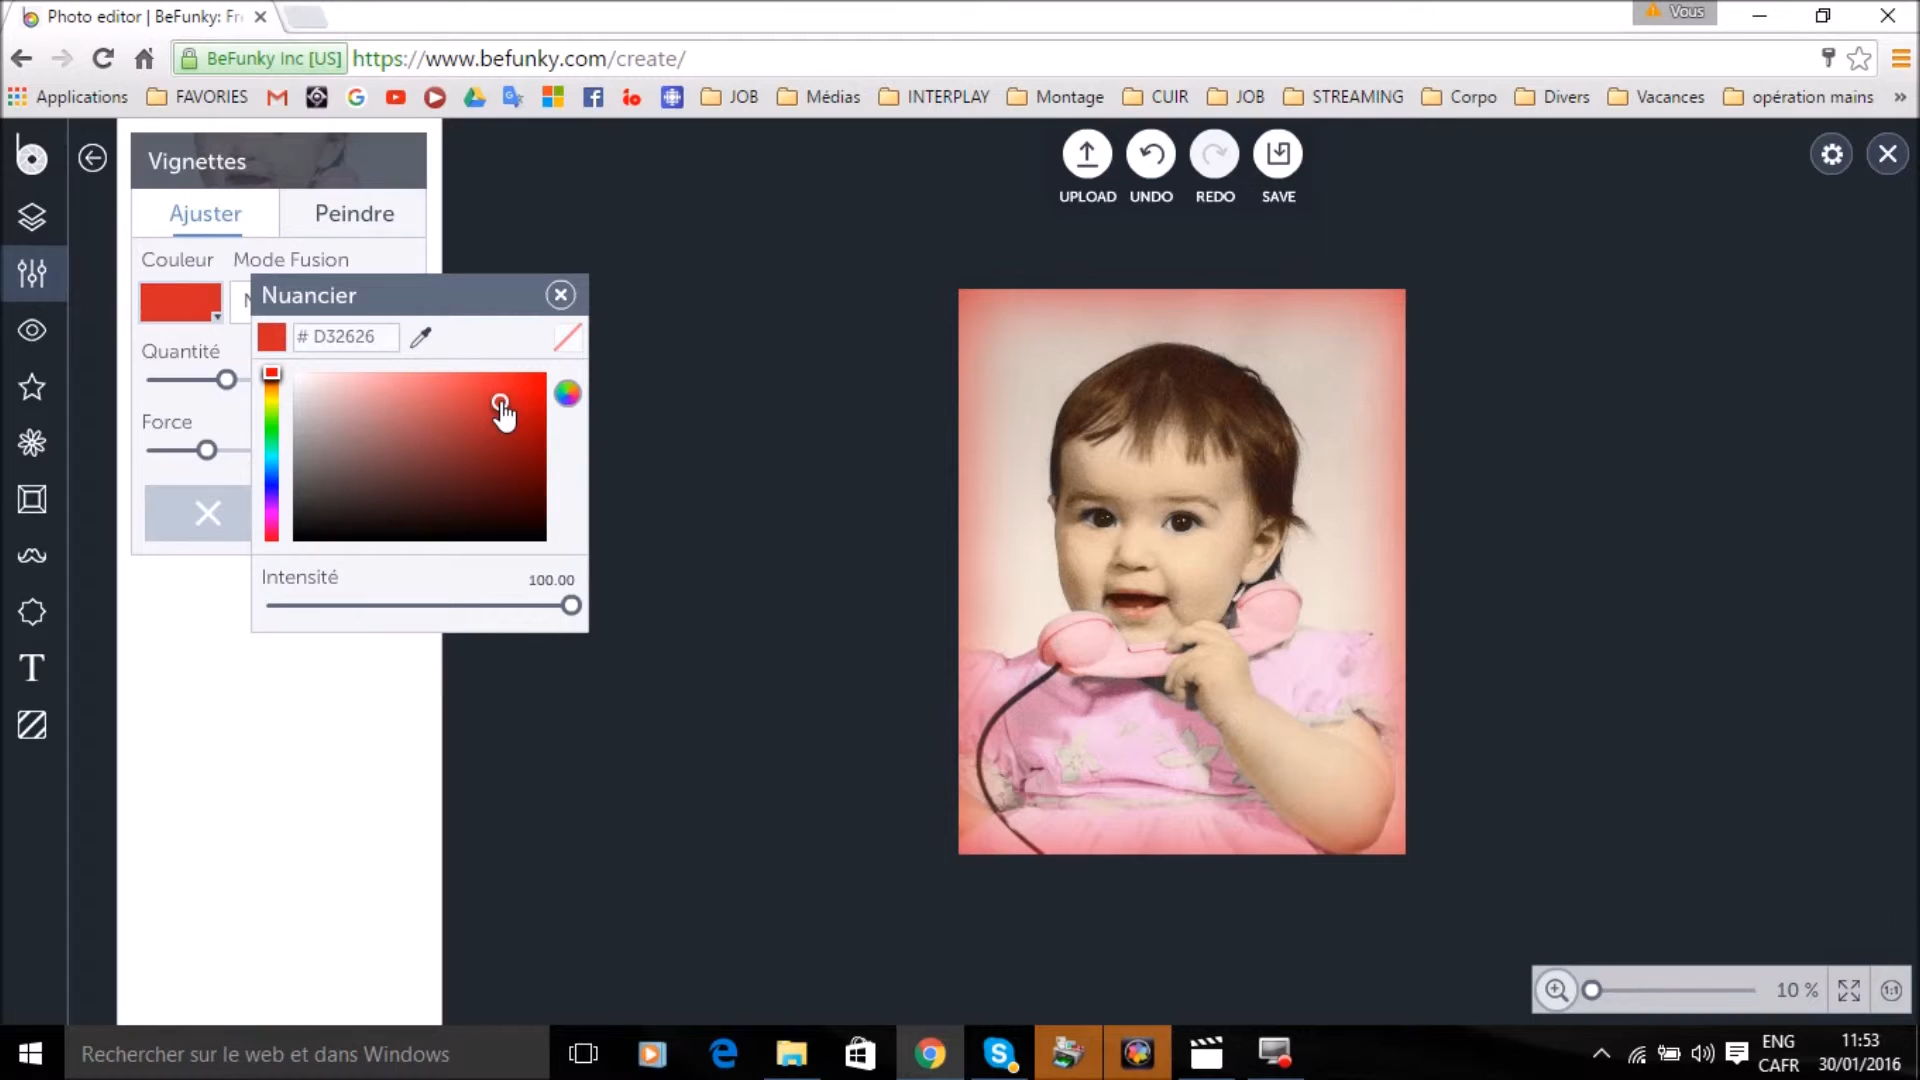 Photo editor | BeFunky: Fr
Vous
BeFunky Inc [US]
https://www.befunky.com/create/
Applications
FAVORIES
JOB
Médias
INTERPLAY
Montage
CUIR
JOB
STREAMING
Corpo
Divers
Vacances
opération mains
Vignettes
UPLOAD
UNDO
REDO
SAVE
Ajuster
Peindre
Couleur
Mode Fusion
Nuancier
# D32626
Quantité
Force
Intensité
100.00
T
10 %
1:1
Rechercher sur le web et dans Windows
ENG
CAFR
11:53
30/01/2016